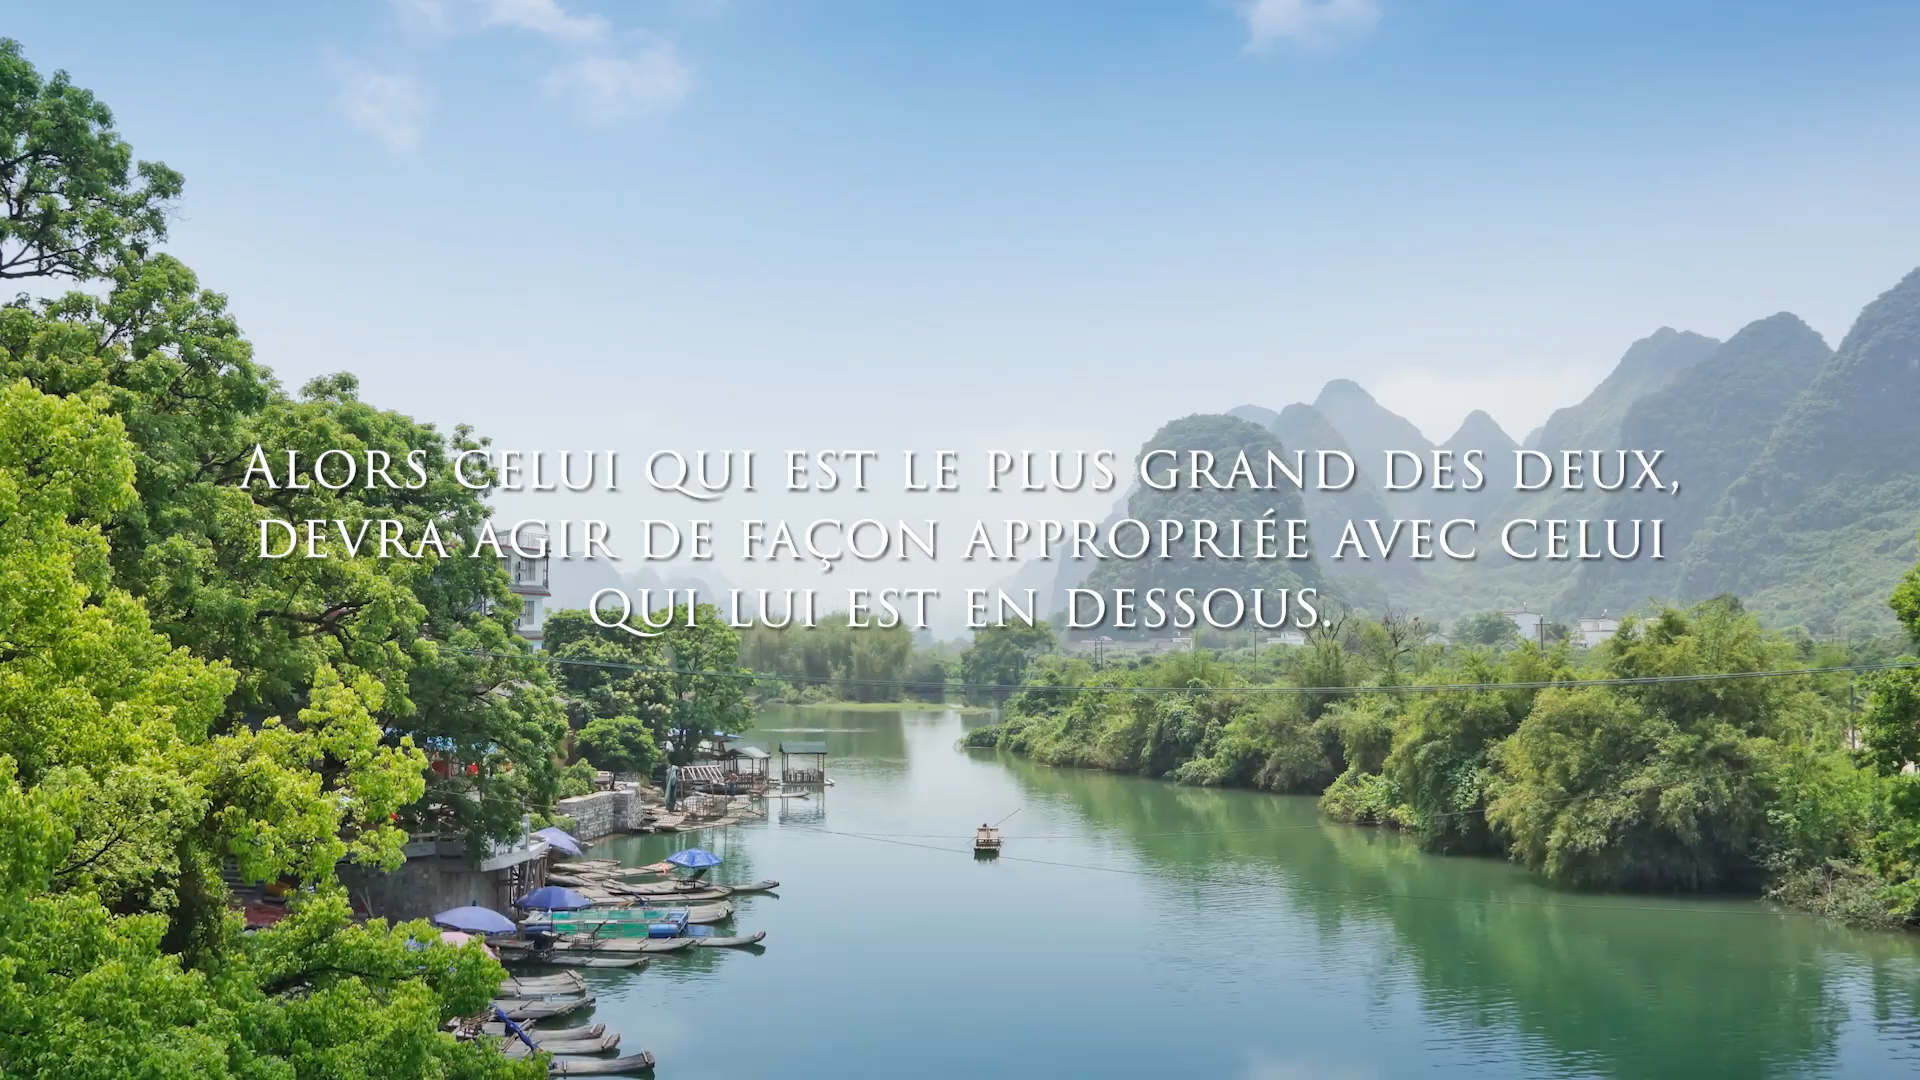 Alors celui qui est le plus grand des deux,
devra agir de façon appropriée avec celui
qui lui est en dessous.